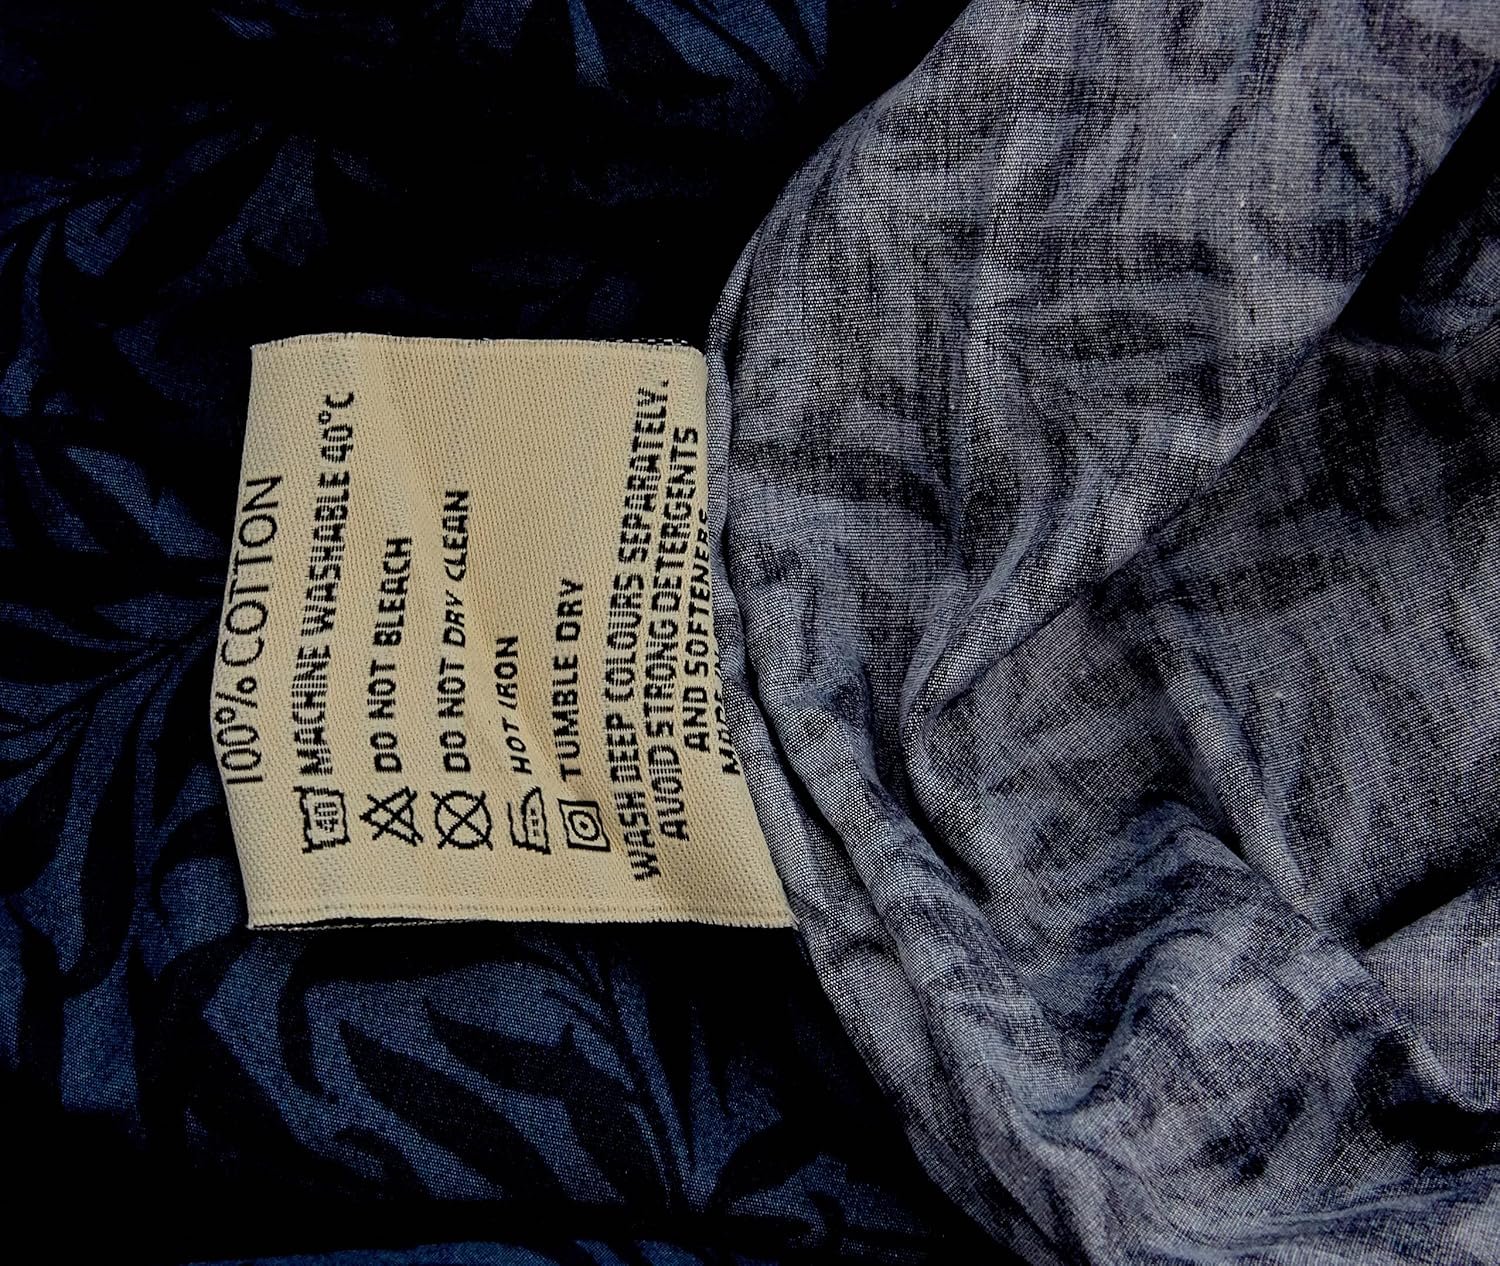 100% COTTON
40 MACHINE WASHABLE 40°C
DO NOT BLEACH
DO NOT DRY CLEAN
HOT IRON
TUMBLE DRY
WASH DEEP COLOURS SEPARATELY.
AVOID STRONG DETERGENTS
AND SOFTENERS